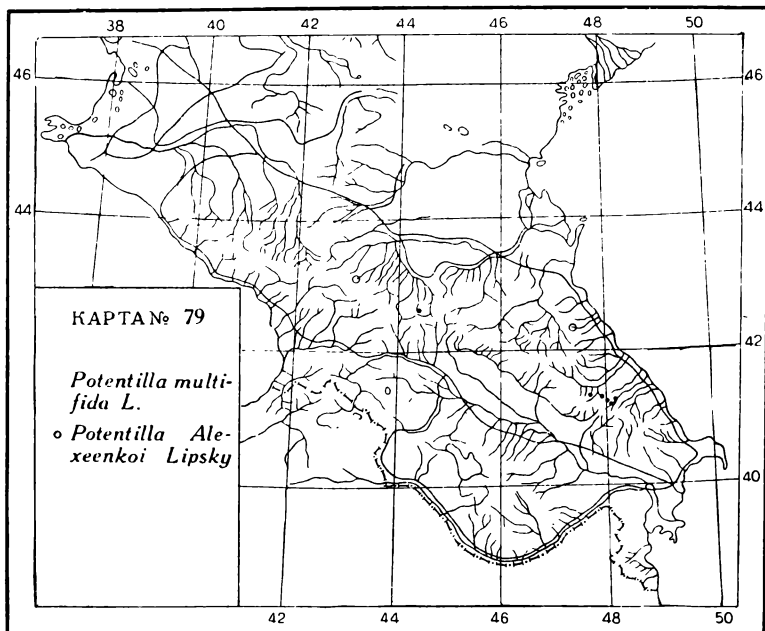 38 40 42 44 46 48 50
46 46
44 44
КАРТА № 79
42
Potentilla multi-
fida L.
° Potentilla Ale-
xeenkoi Lipsky
40
42 44 46 48 50